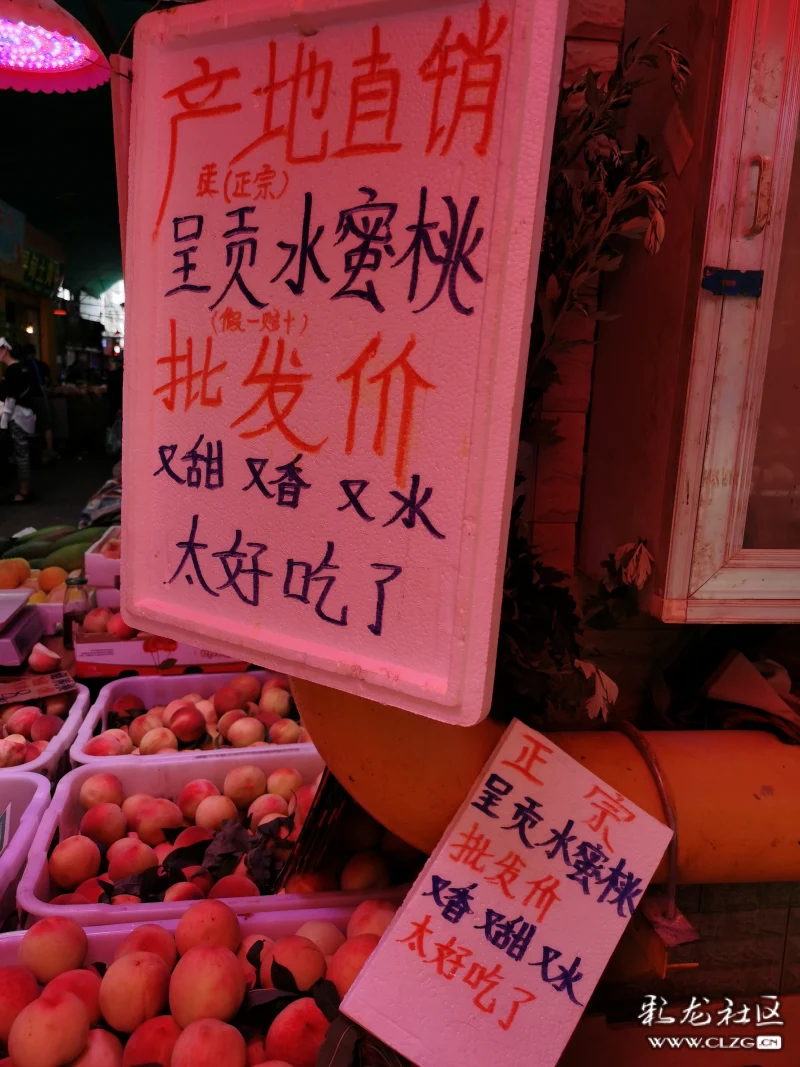 产地直销
(正宗)
呈贡水蜜桃
(假一赔十)
批发价
又甜 又香 又水
太好吃了
正宗
呈贡水蜜桃
批发价
又香 又甜 又水
太好吃了
彩龙社区
WWW.CLZG.CN